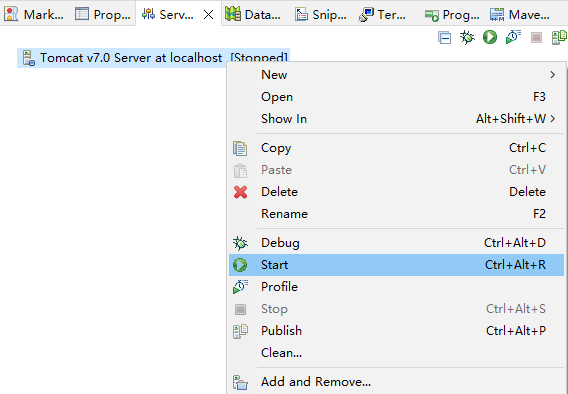 Mark... Prop... Serv... Data... Snip... Ter... Prog... Mave...
Tomcat v7.0 Server at localhost [Stopped]
New
Open F3
Show In Alt+Shift+W
Copy Ctrl+C
Paste Ctrl+V
Delete Delete
Rename F2
Debug Ctrl+Alt+D
Start Ctrl+Alt+R
Profile
Stop Ctrl+Alt+S
Publish Ctrl+Alt+P
Clean...
Add and Remove...